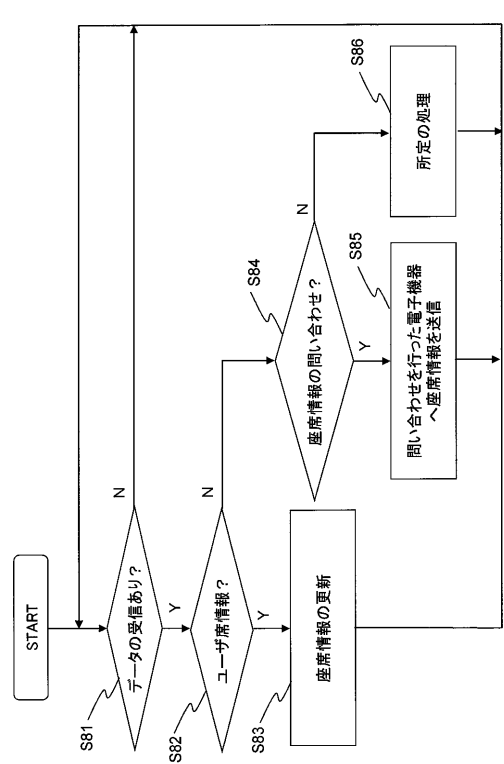 START
S81
データの受信あり?
N
Y
S82
ユーザ席情報?
N
Y
S83
座席情報の更新
S84
座席情報の問い合わせ?
N
Y
S85
問い合わせを行った電子機器
へ座席情報を送信
S86
所定の処理